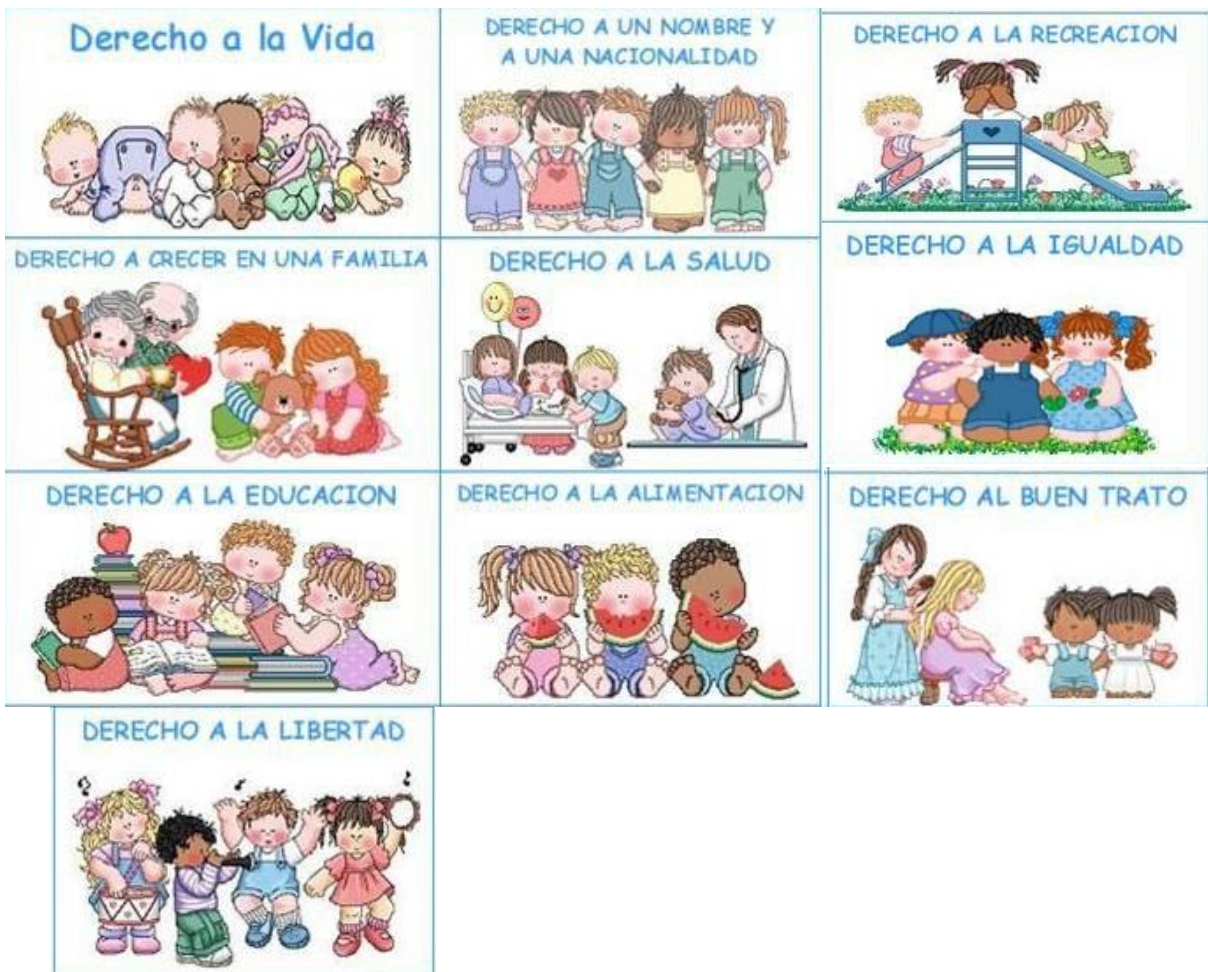 Derecho a la Vida
DERECHO A UN NOMBRE Y
A UNA NACIONALIDAD
DERECHO A LA RECREACION
DERECHO A CRECER EN UNA FAMILIA
DERECHO A LA SALUD
DERECHO A LA IGUALDAD
DERECHO A LA EDUCACION
DERECHO A LA ALIMENTACION
DERECHO AL BUEN TRATO
DERECHO A LA LIBERTAD